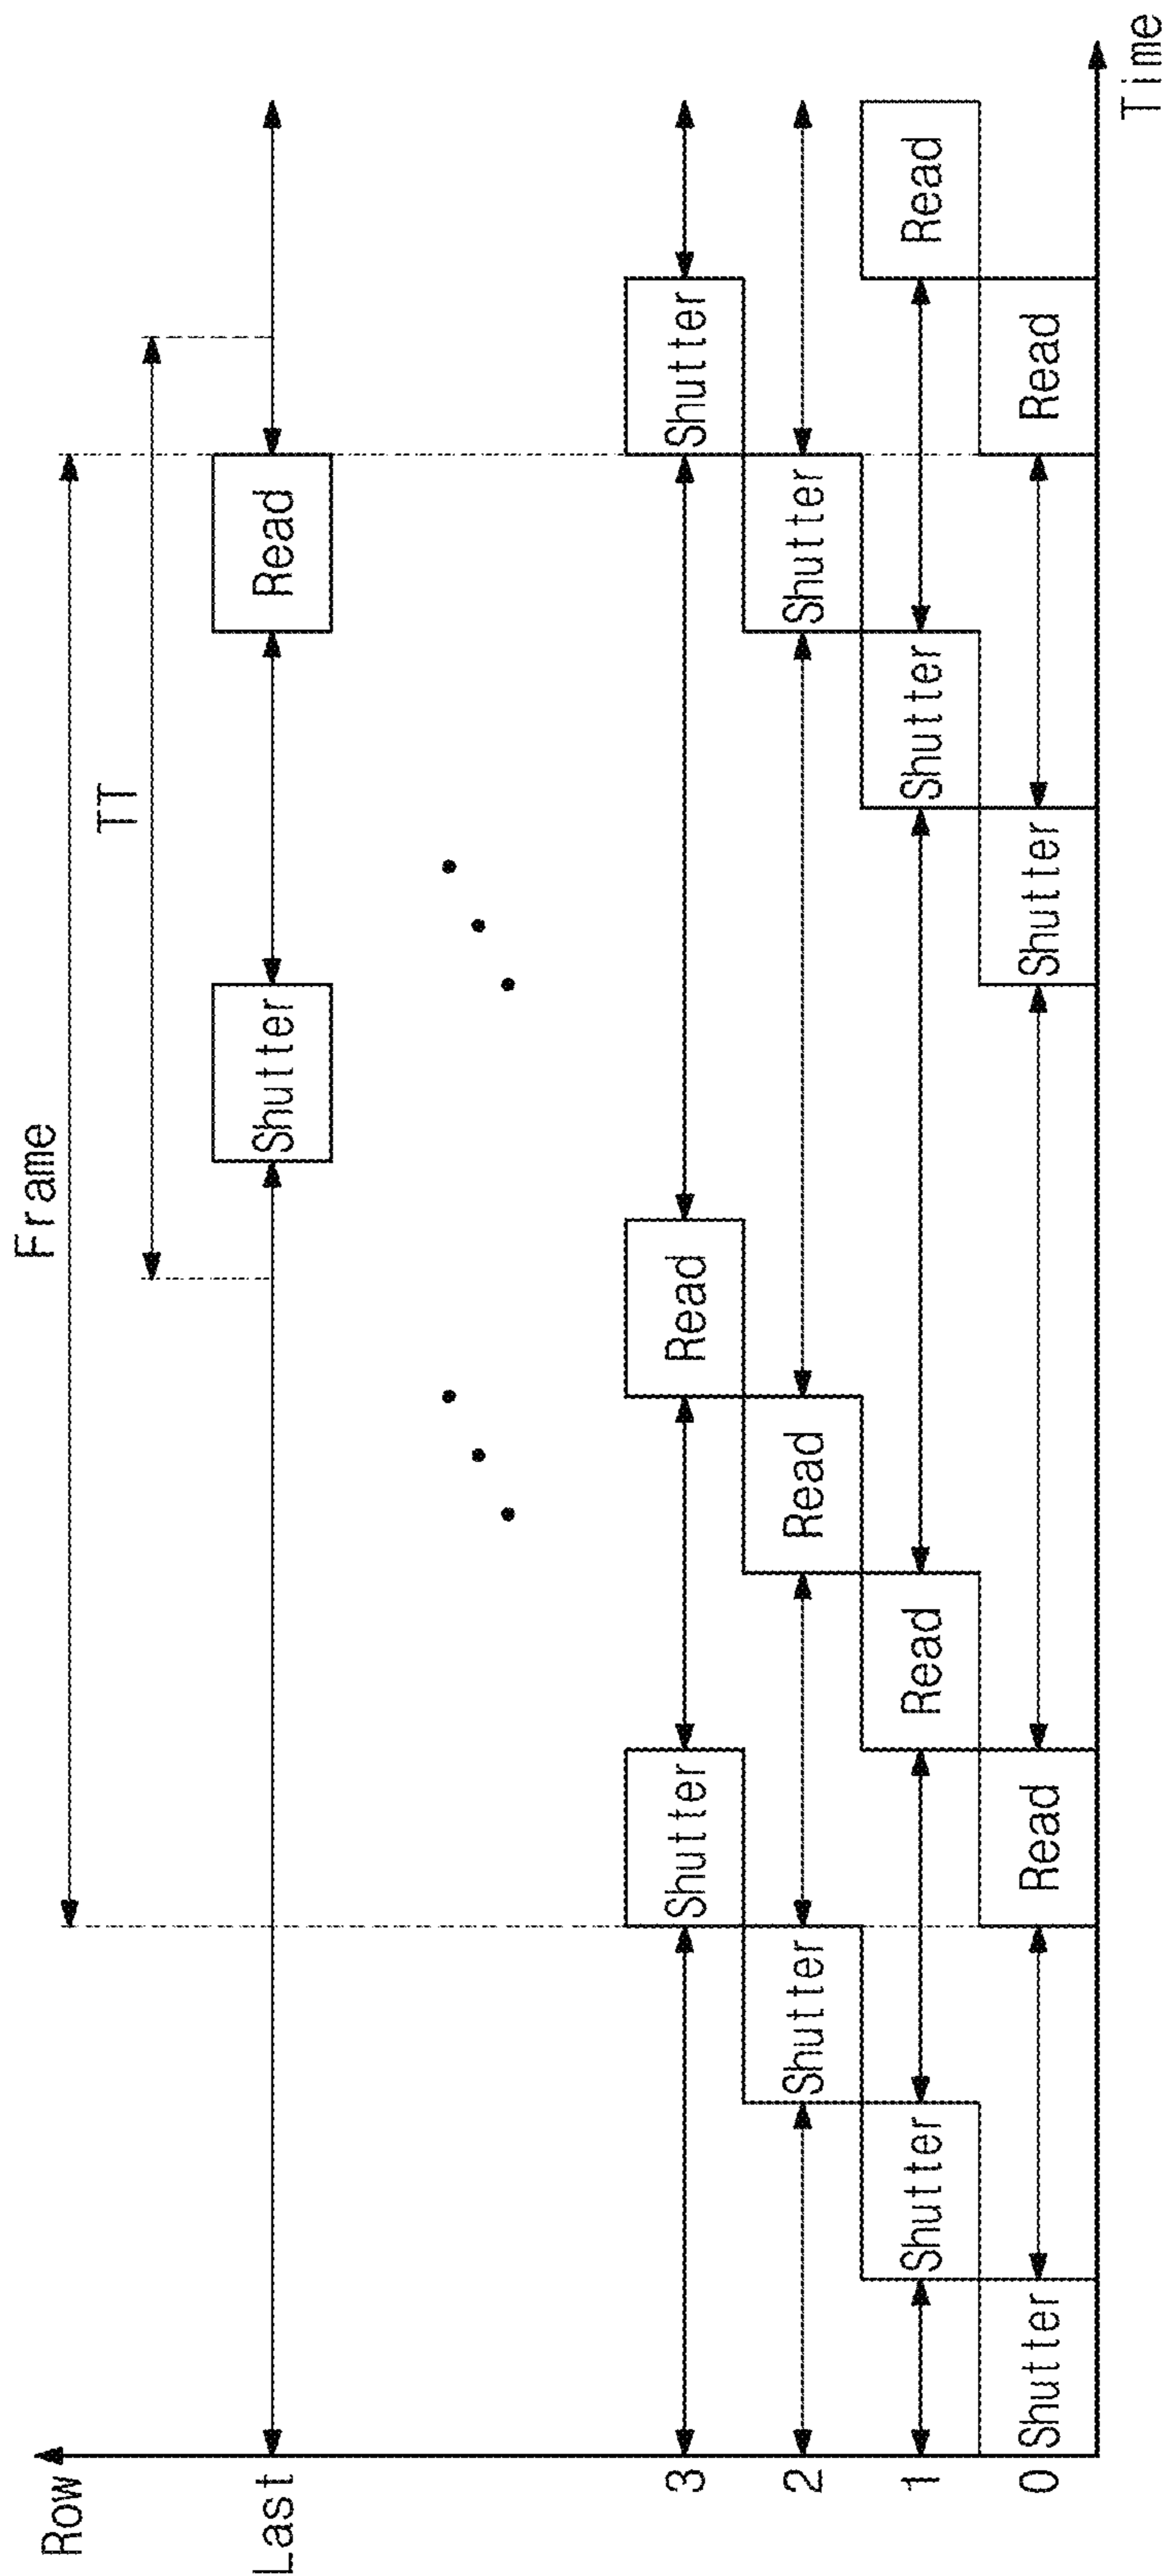 Frame
Row
TT
Last Shutter Read
3 Shutter Read Shutter
2 Shutter Read Shutter
1 Shutter Read Shutter Read
0 Shutter Read Shutter Read
Time